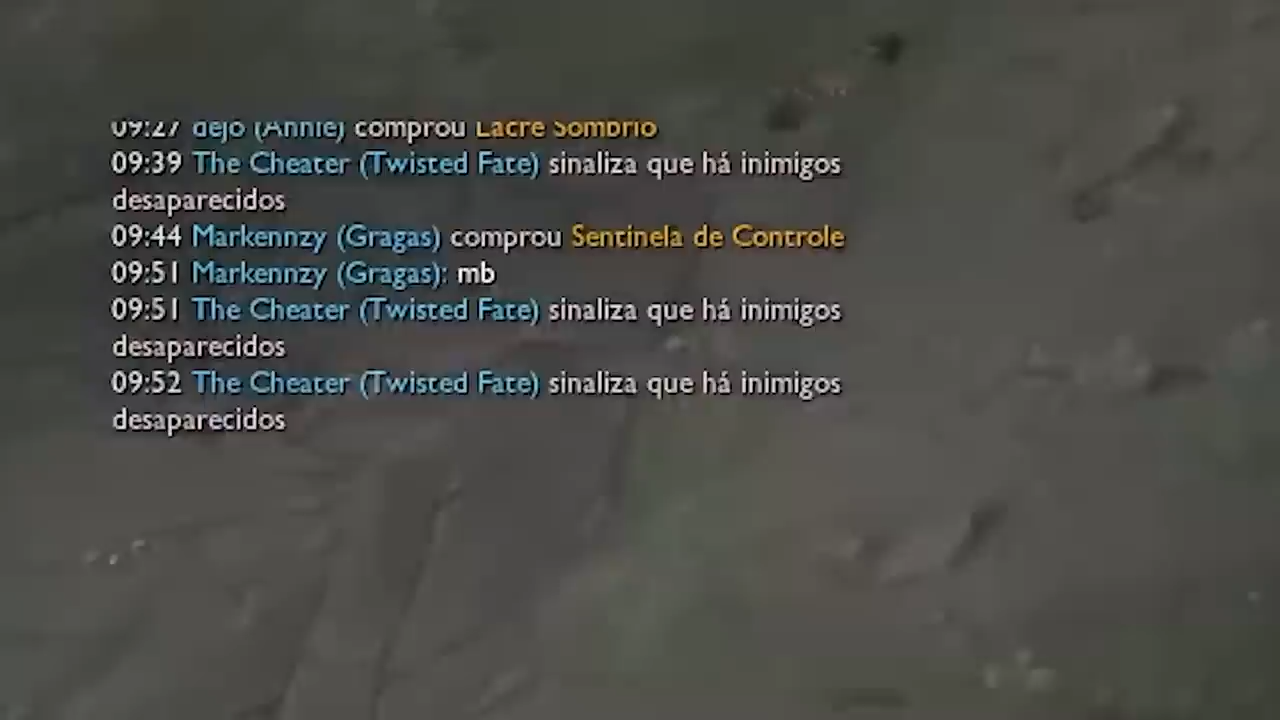 09:27 dejo (Annie) comprou Lacre Sombrio
09:39 The Cheater (Twisted Fate) sinaliza que há inimigos
desaparecidos
09:44 Markennzy (Gragas) comprou Sentinela de Controle
09:51 Markennzy (Gragas): mb
09:51 The Cheater (Twisted Fate) sinaliza que há inimigos
desaparecidos
09:52 The Cheater (Twisted Fate) sinaliza que há inimigos
desaparecidos